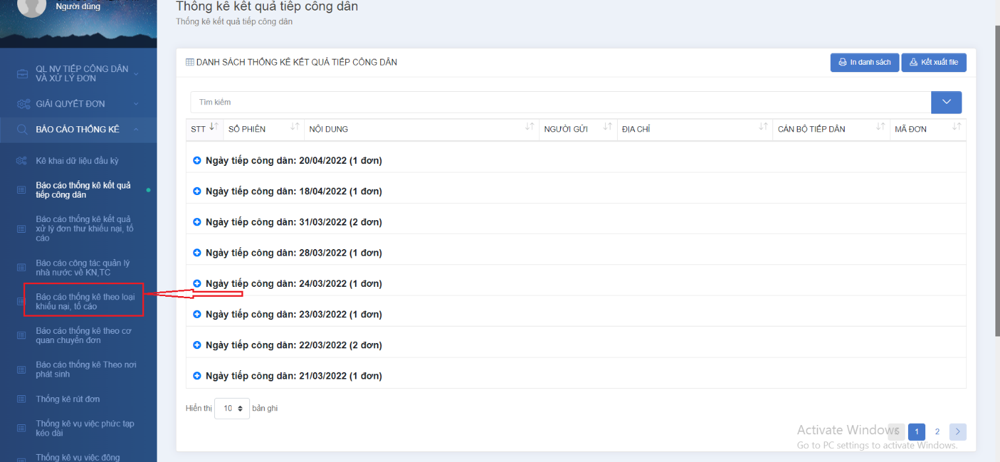 Người dùng
QL NV TIẾP CÔNG DÂN
VÀ XỬ LÝ ĐƠN
GIẢI QUYẾT ĐƠN
BÁO CÁO THỐNG KÊ
Kê khai dữ liệu đầu kỳ
Báo cáo thống kê kết quả
tiếp công dân
Báo cáo thống kê kết quả
xử lý đơn thư khiếu nại, tố
cáo
Báo cáo công tác quản lý
nhà nước về KN,TC
Báo cáo thống kê theo loại
khiếu nại, tố cáo
Báo cáo thống kê theo cơ
quan chuyển đơn
Báo cáo thống kê Theo nơi
phát sinh
Thống kê rút đơn
Thống kê vụ việc phức tạp
kéo dài
Thống kê vụ việc đông
Thống kê kết quả tiếp công dân
Thống kê kết quả tiếp công dân
DANH SÁCH THỐNG KÊ KẾT QUẢ TIẾP CÔNG DÂN
In danh sách
Kết xuất file
Tìm kiếm
STT SỐ PHIÊN NỘI DUNG NGƯỜI GỬI ĐỊA CHỈ CÁN BỘ TIẾP DÂN MÃ ĐƠN
Ngày tiếp công dân: 20/04/2022 (1 đơn)
Ngày tiếp công dân: 18/04/2022 (1 đơn)
Ngày tiếp công dân: 31/03/2022 (2 đơn)
Ngày tiếp công dân: 28/03/2022 (1 đơn)
Ngày tiếp công dân: 24/03/2022 (1 đơn)
Ngày tiếp công dân: 23/03/2022 (1 đơn)
Ngày tiếp công dân: 22/03/2022 (2 đơn)
Ngày tiếp công dân: 21/03/2022 (1 đơn)
Hiển thị 10 bản ghi
1 2
Activate Windows
Go to PC settings to activate Windows.